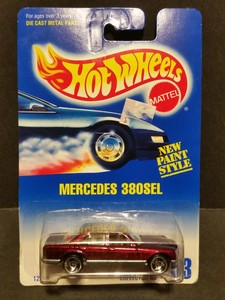 For ages over 3 years
DIE CAST METAL PARTS
Hot Wheels
MATTEL
NEW
PAINT
STYLE
MERCEDES 380SEL